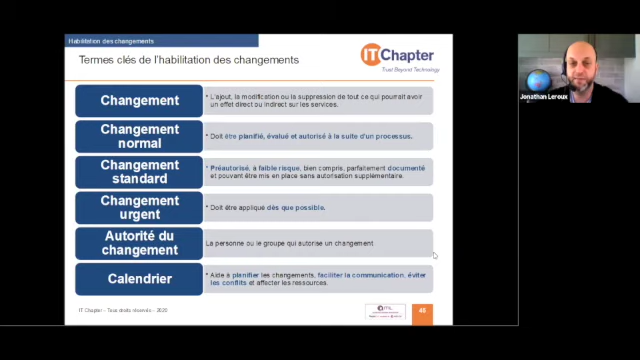 Habilitation des changements
Termes clés de l'habilitation des changements
IT Chapter
Trust Beyond Technology
Changement
* L'ajout, la modification ou la suppression de tout ce qui pourrait avoir
un effet direct ou indirect sur les services.
Changement
normal
* Doit être planifié, évalué et autorisé à la suite d'un processus.
Changement
standard
* Préautorisé, à faible risque, bien compris, parfaitement documenté
et pouvant être mis en place sans autorisation supplémentaire.
Changement
urgent
* Doit être appliqué dès que possible.
Autorité du
changement
La personne ou le groupe qui autorise un changement
Calendrier
* Aide à planifier les changements, faciliter la communication, éviter
les conflits et affecter les ressources.
IT Chapter – Tous droits réservés – 2020
ITIL
45
Jonathan Leroux